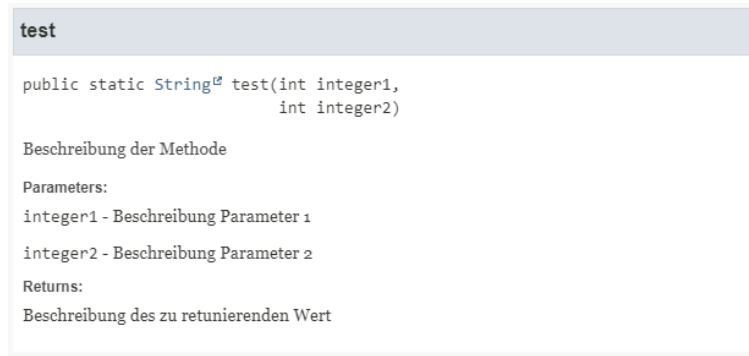 test
public static String test(int integer1,
int integer2)
Beschreibung der Methode
Parameters:
integer1 - Beschreibung Parameter 1
integer2 - Beschreibung Parameter 2
Returns:
Beschreibung des zu retunierenden Wert